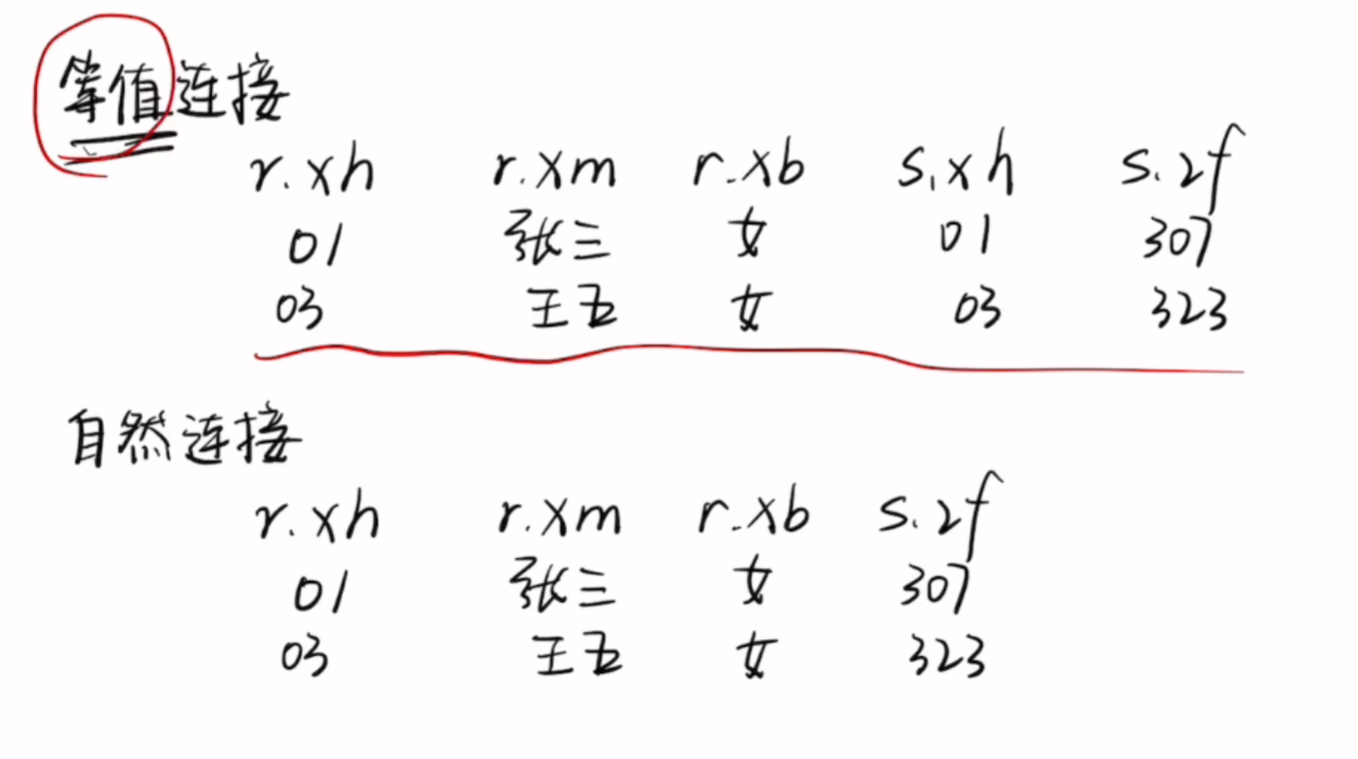 等值连接
r.xh r.xm r.xb s.xh s.zf
01 张三 女 01 307
03 王五 女 03 323
自然连接
r.xh r.xm r.xb s.zf
01 张三 女 307
03 王五 女 323